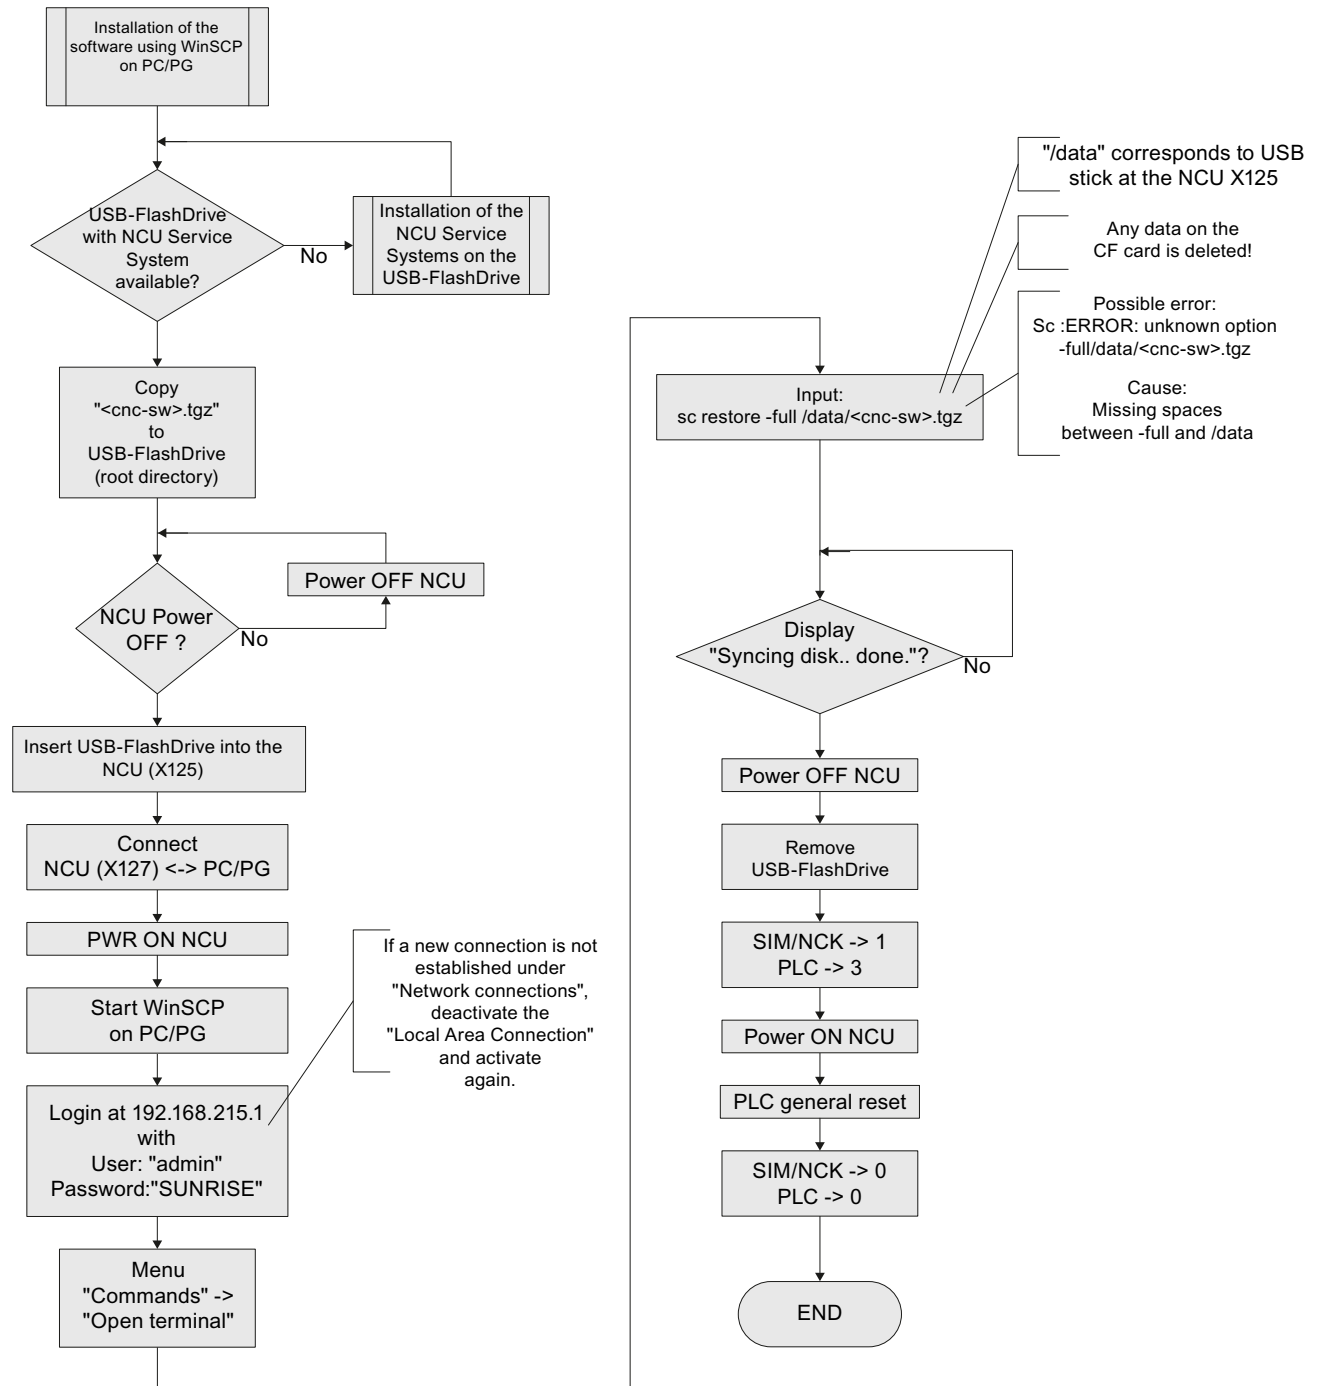 Installation of the
software using WinSCP
on PC/PG
USB-FlashDrive
with NCU Service
System
available?
No
Installation of the
NCU Service
Systems on the
USB-FlashDrive
Copy
"<cnc-sw>.tgz"
to
USB-FlashDrive
(root directory)
Power OFF NCU
NCU Power
OFF ?
No
Insert USB-FlashDrive into the
NCU (X125)
Connect
NCU (X127) <-> PC/PG
PWR ON NCU
Start WinSCP
on PC/PG
If a new connection is not
established under
"Network connections",
deactivate the
"Local Area Connection"
and activate
again.
Login at 192.168.215.1
with
User: "admin"
Password:"SUNRISE"
Menu
"Commands" ->
"Open terminal"
"/data" corresponds to USB
stick at the NCU X125
Any data on the
CF card is deleted!
Possible error:
Sc :ERROR: unknown option
-full/data/<cnc-sw>.tgz
Cause:
Missing spaces
between -full and /data
Input:
sc restore -full /data/<cnc-sw>.tgz
Display
"Syncing disk.. done."?
No
Power OFF NCU
Remove
USB-FlashDrive
SIM/NCK -> 1
PLC -> 3
Power ON NCU
PLC general reset
SIM/NCK -> 0
PLC -> 0
END